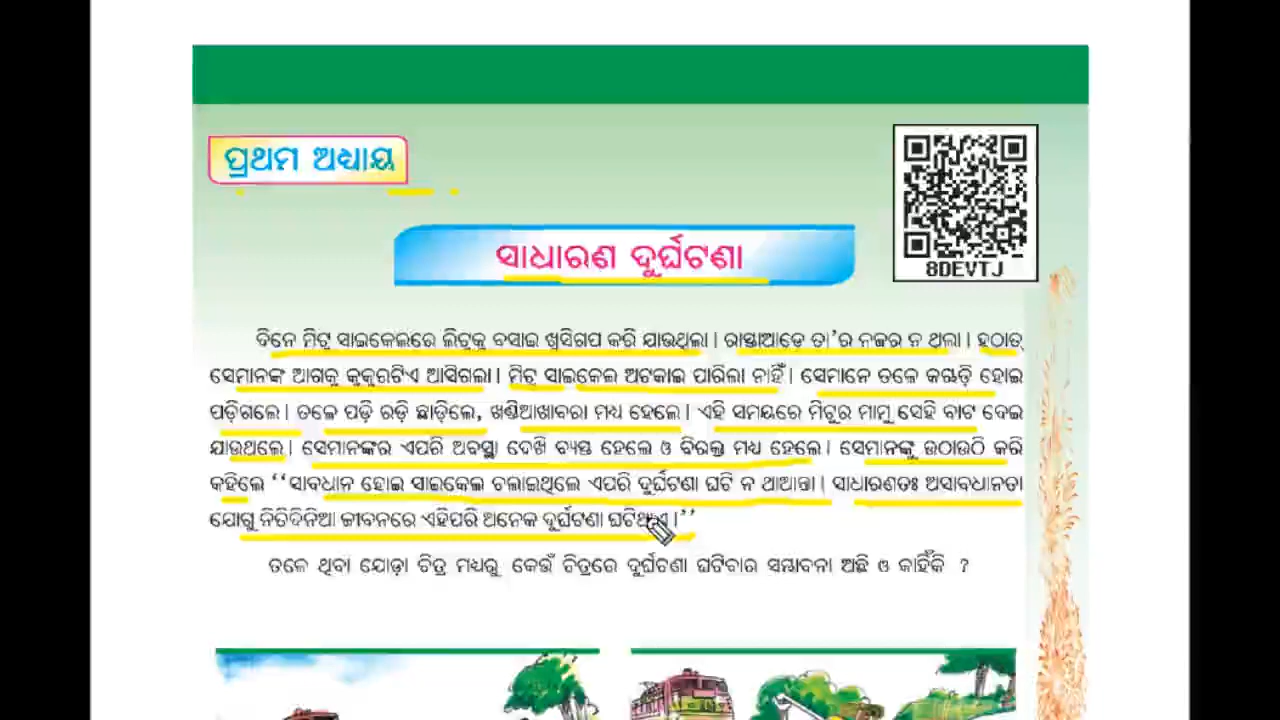 ପ୍ରଥମ ଅଧ୍ୟାୟ
8DEVTJ
ସାଧାରଣ ଦୁର୍ଘଟଣା
ଦିନେ ମିଟୁ ସାଇକେଲରେ ଲିଟୁକୁ ବସାଇ ଖୁସିଗପ କରି ଯାଉଥିଲା । ରାସ୍ତାଆଡ଼େ ତା'ର ନଜର ନ ଥିଲା । ହଠାତ୍
ସେମାନଙ୍କ ଆଗକୁ କୁକୁରଟିଏ ଆସିଗଲା । ମିଟୁ ସାଇକେଲ ଅଟକାଇ ପାରିଲା ନାହିଁ । ସେମାନେ ତଳେ କଚାଡ଼ି ହୋଇ
ପଡ଼ିଗଲେ । ତଳେ ପଡ଼ି ରଡ଼ି ଛାଡ଼ିଲେ, ଖଣ୍ଡିଆଖାବରା ମଧ୍ୟ ହେଲେ । ଏହି ସମୟରେ ମିଟୁର ମାମୁ ସେହି ବାଟ ଦେଇ
ଯାଉଥିଲେ । ସେମାନଙ୍କର ଏପରି ଅବସ୍ଥା ଦେଖି ବ୍ୟସ୍ତ ହେଲେ ଓ ବିରକ୍ତ ମଧ୍ୟ ହେଲେ । ସେମାନଙ୍କୁ ଉଠାଉଠି କରି
କହିଲେ ‘‘ସାବଧାନ ହୋଇ ସାଇକେଲ ଚଲାଇଥିଲେ ଏପରି ଦୁର୍ଘଟଣା ଘଟି ନ ଥାଆନ୍ତା । ସାଧାରଣତଃ ଅସାବଧାନତା
ଯୋଗୁ ନିତିଦିନିଆ ଜୀବନରେ ଏହିପରି ଅନେକ ଦୁର୍ଘଟଣା ଘଟିଥାଏ ।’’
ତଳେ ଥିବା ଯୋଡ଼ା ଚିତ୍ର ମଧ୍ୟରୁ କେଉଁ ଚିତ୍ରରେ ଦୁର୍ଘଟଣା ଘଟିବାର ସମ୍ଭାବନା ଅଛି ଓ କାହିଁକି ?